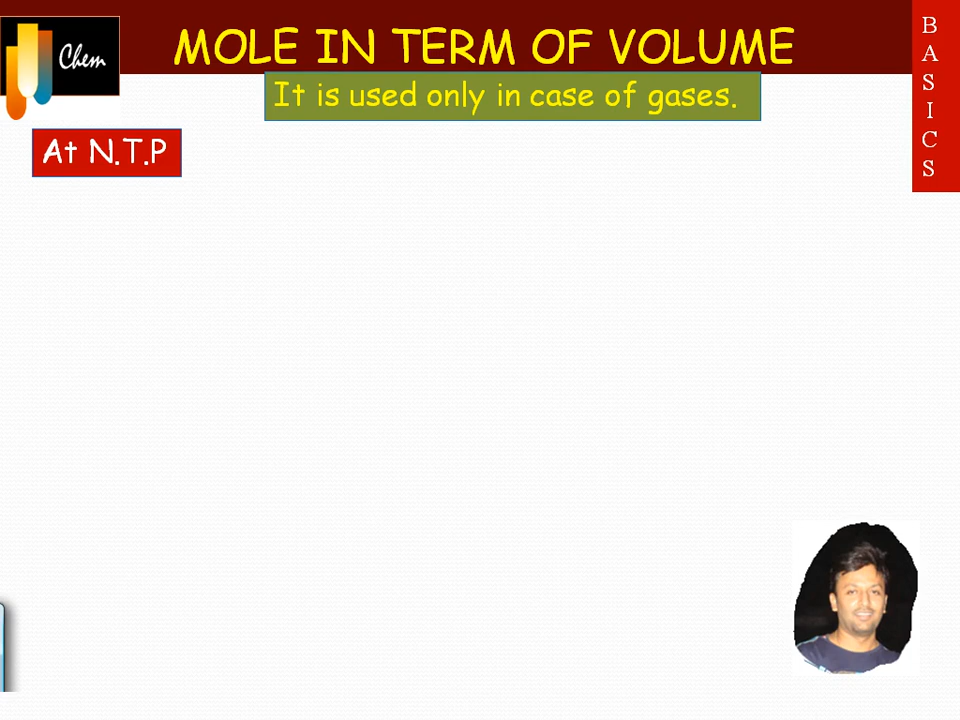 Chem
MOLE IN TERM OF VOLUME
It is used only in case of gases.
At N.T.P
B
A
S
I
C
S